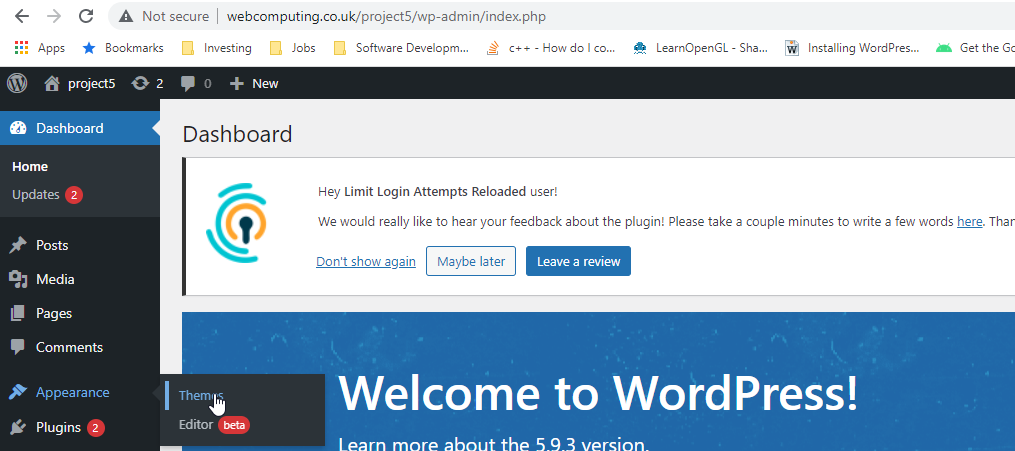 Not secure | webcomputing.co.uk/project5/wp-admin/index.php
Apps Bookmarks Investing Jobs Software Developm... c++ - How do I co... LearnOpenGL - Sha... Installing WordPress... Get the Go
project5 2 0 + New
Dashboard
Home
Updates 2
Posts
Media
Pages
Comments
Appearance
Plugins 2
Themes
Editor beta
Dashboard
Hey Limit Login Attempts Reloaded user!
We would really like to hear your feedback about the plugin! Please take a couple minutes to write a few words here. Than
Don't show again Maybe later Leave a review
Welcome to WordPress!
Learn more about the 5.9.3 version.